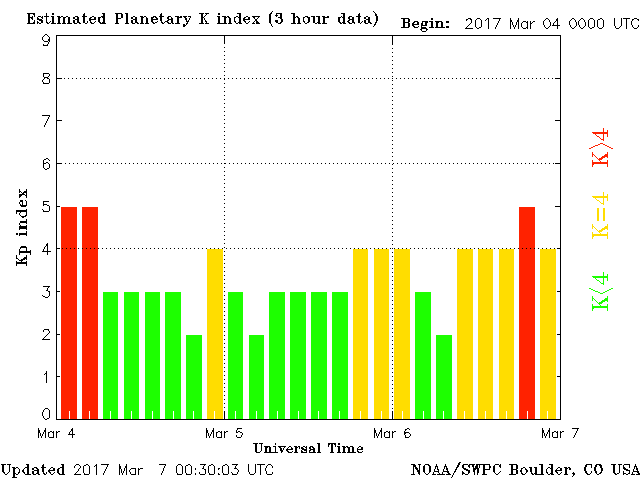 Estimated Planetary K index (3 hour data) Begin: 2017 Mar 04 0000 UTC
9
8
7
6
5
4
3
2
1
0
Kp index
K>4
K=4
K<4
Mar 4 Mar 5 Mar 6 Mar 7
Universal Time
Updated 2017 Mar 7 00:30:03 UTC NOAA/SWPC Boulder, CO USA